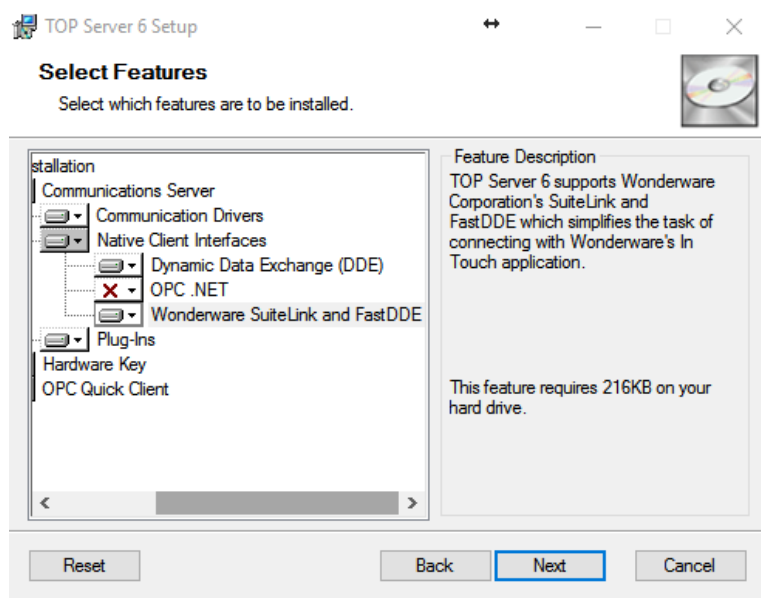 TOP Server 6 Setup
Select Features
Select which features are to be installed.
stallation
Communications Server
Communication Drivers
Native Client Interfaces
Dynamic Data Exchange (DDE)
OPC .NET
Wonderware SuiteLink and FastDDE
Plug-Ins
Hardware Key
OPC Quick Client
Feature Description
TOP Server 6 supports Wonderware
Corporation's SuiteLink and
FastDDE which simplifies the task of
connecting with Wonderware's In
Touch application.
This feature requires 216KB on your
hard drive.
Reset
Back
Next
Cancel